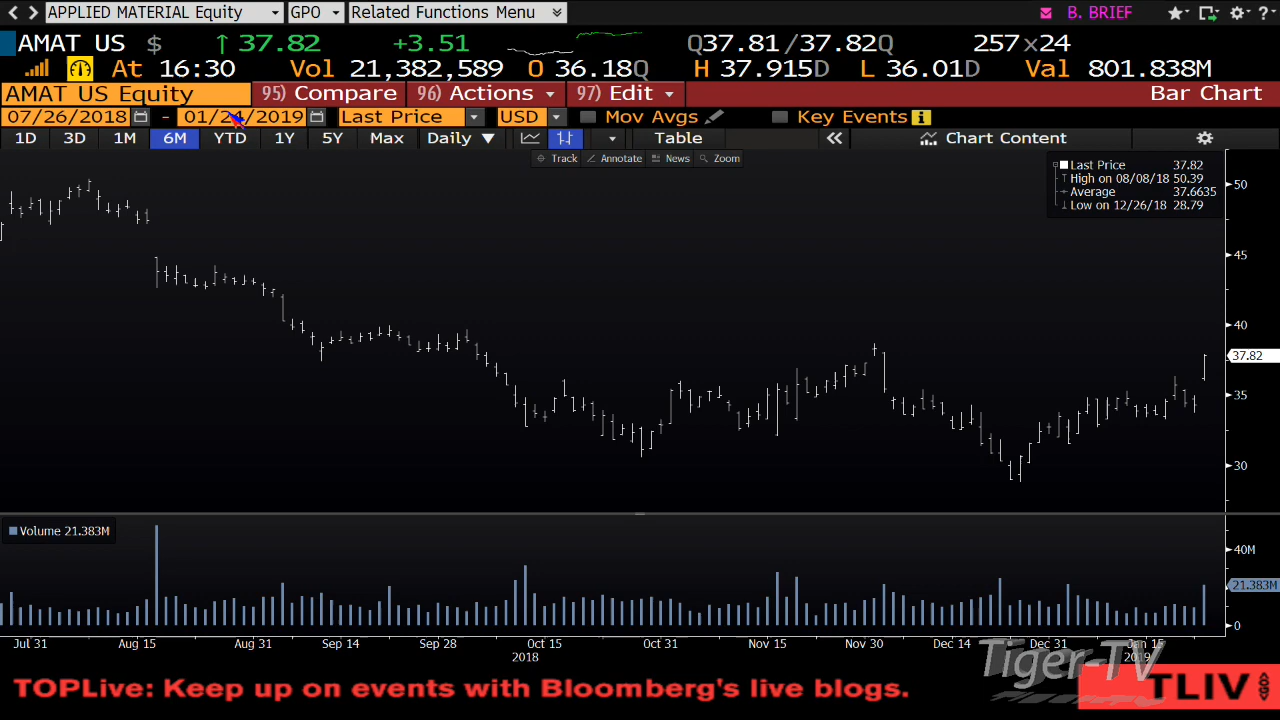 APPLIED MATERIAL Equity GPO Related Functions Menu B. BRIEF
AMAT US $ ↑ 37.82 +3.51 Q37.81/37.82Q 257×24
At 16:30 Vol 21,382,589 O 36.18Q H 37.915D L 36.01D Val 801.838M
AMAT US Equity 95) Compare 96) Actions 97) Edit Bar Chart
07/26/2018 - 01/24/2019 Last Price USD Mov Avgs Key Events
1D 3D 1M 6M YTD 1Y 5Y Max Daily ▼ Table « Chart Content
Track Annotate News Zoom
Last Price 37.82
High on 08/08/18 50.39
Average 37.6635
Low on 12/26/18 28.79
50
45
40
37.82
35
30
Volume 21.383M
40M
21.383M
0
Jul 31 Aug 15 Aug 31 Sep 14 Sep 28 Oct 15 Oct 31 Nov 15 Nov 30 Dec 14 Dec 31 Jan 15
2018 2019
Tiger-TV
TOPLive: Keep up on events with Bloomberg's live blogs.
TLIV